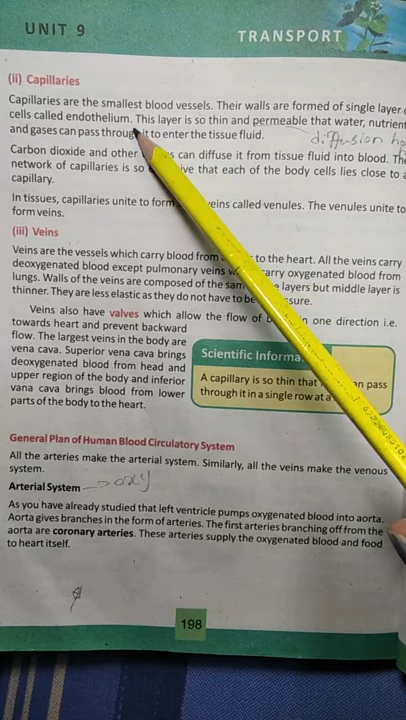 UNIT 9
TRANSPORT
(ii) Capillaries
Capillaries are the smallest blood vessels. Their walls are formed of single layer
cells called endothelium. This layer is so thin and permeable that water, nutrient
and gases can pass through it to enter the tissue fluid.
diffusion
Carbon dioxide and other can diffuse it from tissue fluid into blood. The
network of capillaries is so that each of the body cells lies close to a
capillary.
In tissues, capillaries unite to form veins called venules. The venules unite to
form veins.
(iii) Veins
Veins are the vessels which carry blood from to the heart. All the veins carry
deoxygenated blood except pulmonary veins carry oxygenated blood from
lungs. Walls of the veins are composed of the layers but middle layer is
thinner. They are less elastic as they do not have to
Veins also have valves which allow the flow of in one direction i.e.
towards heart and prevent backward
flow. The largest veins in the body are
vena cava. Superior vena cava brings
deoxygenated blood from head and
upper region of the body and inferior
vana cava brings blood from lower
parts of the body to the heart.
Scientific
A capillary is so thin that pass
through it in a single row at a
General Plan of Human Blood Circulatory System
All the arteries make the arterial system. Similarly, all the veins make the venous
system.
Arterial System → oxy
As you have already studied that left ventricle pumps oxygenated blood into aorta.
Aorta gives branches in the form of arteries. The first arteries branching off from the
aorta are coronary arteries. These arteries supply the oxygenated blood and food
to heart itself.
198